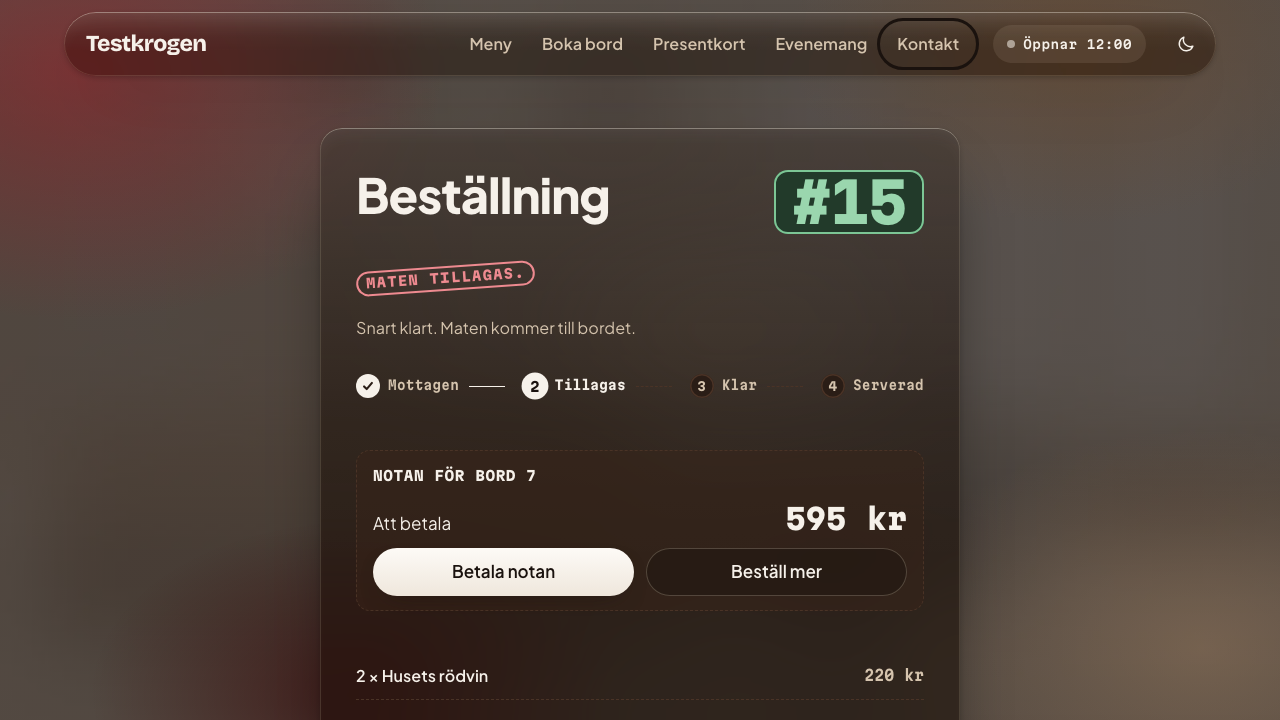 Testkrogen
Meny Boka bord Presentkort Evenemang Kontakt Öppnar 12:00
Beställning #15
MATEN TILLAGAS.
Snart klart. Maten kommer till bordet.
Mottagen 2 Tillagas 3 Klar 4 Serverad
NOTAN FÖR BORD 7
Att betala 595 kr
Betala notan Beställ mer
2 × Husets rödvin 220 kr